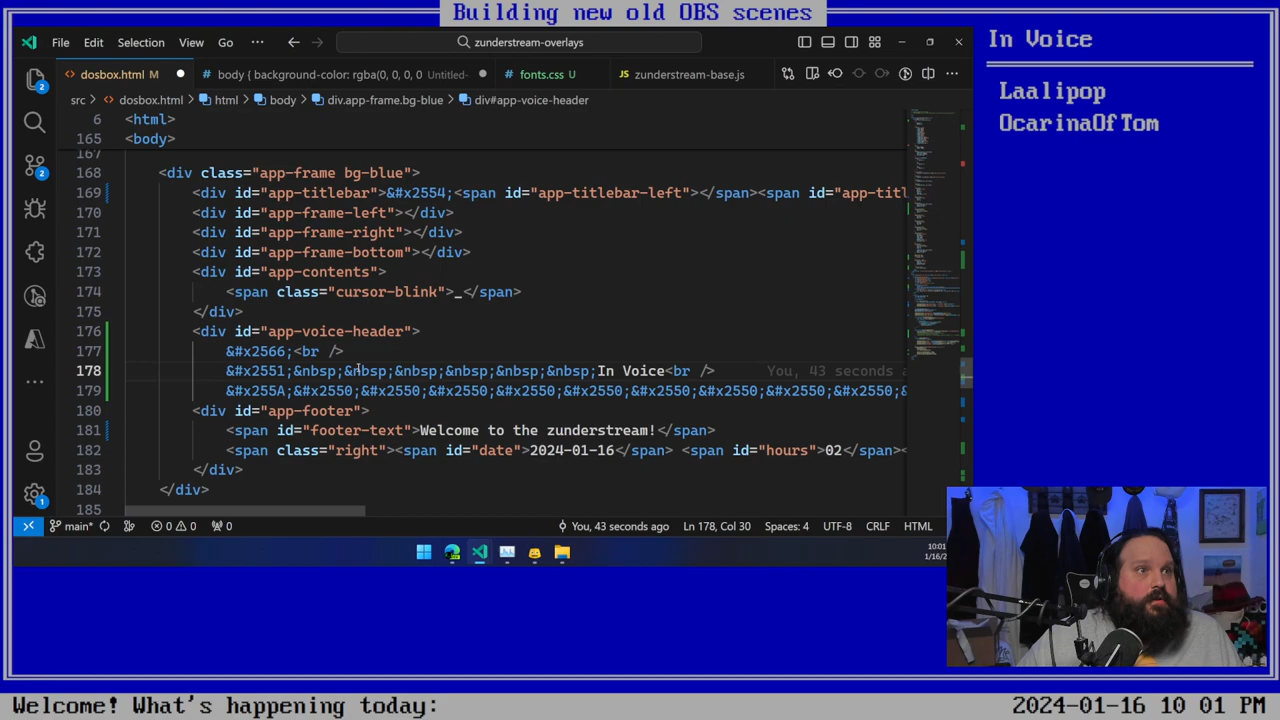 Building new old OBS scenes
File Edit Selection View Go ··· zunderstream-overlays
dosbox.html M body { background-color: rgba(0, 0, 0, 0 Untitled- fonts.css U JS zunderstream-base.js ···
src > dosbox.html > html > body > div.app-frame.bg-blue > div#app-voice-header
6 <html>
165 <body>
167
168 <div class="app-frame bg-blue">
169 <div id="app-titlebar">&#x2554;<span id="app-titlebar-left"></span><span id="app-titl
170 <div id="app-frame-left"></div>
171 <div id="app-frame-right"></div>
172 <div id="app-frame-bottom"></div>
173 <div id="app-contents">
174 <span class="cursor-blink">_</span>
175 </div>
176 <div id="app-voice-header">
177 &#x2566;<br />
178 &#x2551;&nbsp;&nbsp;&nbsp;&nbsp;&nbsp;&nbsp;In Voice<br /> You, 43 seconds a
179 &#x255A;&#x2550;&#x2550;&#x2550;&#x2550;&#x2550;&#x2550;&#x2550;&#x2550;&#x2550;&
180 <div id="app-footer">
181 <span id="footer-text">Welcome to the zunderstream!</span>
182 <span class="right"><span id="date">2024-01-16</span> <span id="hours">02</span><
183 </div>
184 </div>
185
2
2
1
main* 0 0 0 You, 43 seconds ago Ln 178, Col 30 Spaces: 4 UTF-8 CRLF HTML
10:01
1/16/2
In Voice
Laalipop
OcarinaOfTom
Welcome! What's happening today:
2024-01-16 10 01 PM